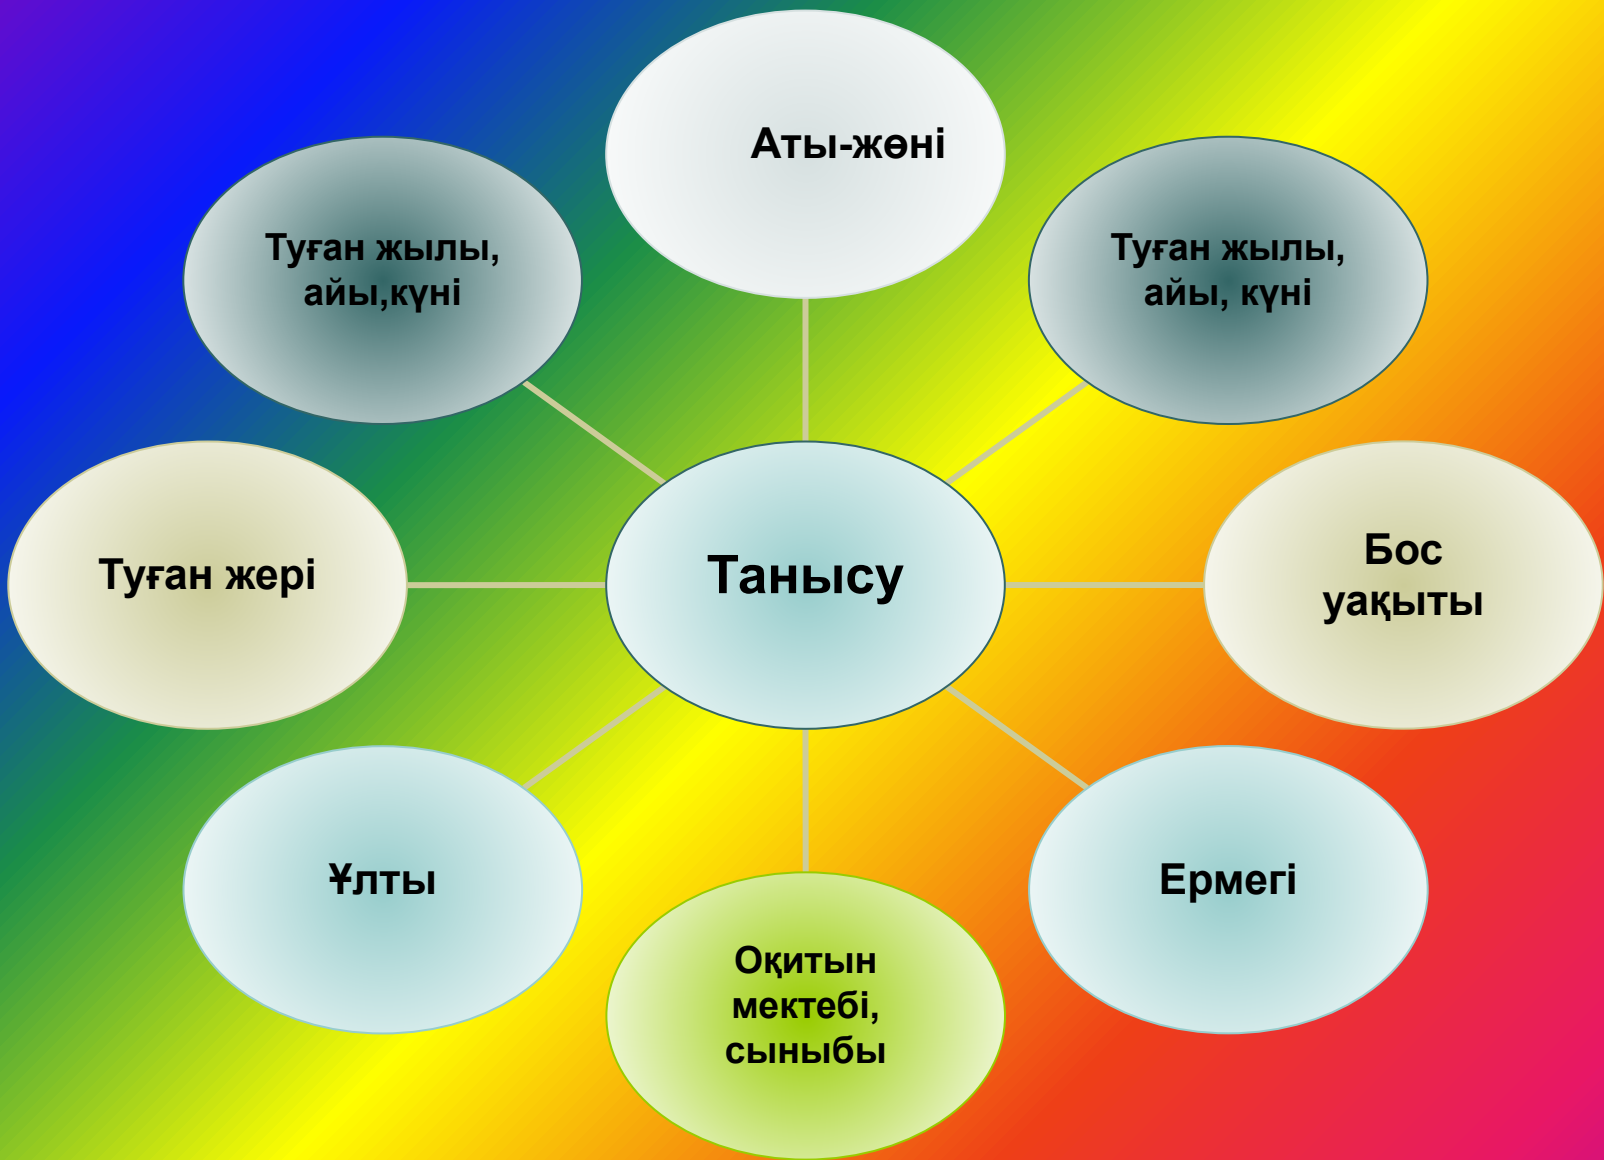 Аты-жөні
Туған жылы,
айы,күні
Туған жылы,
айы, күні
Туған жері
Танысу
Бос
уақыты
Ұлты
Ермегі
Оқитын
мектебі,
сыныбы